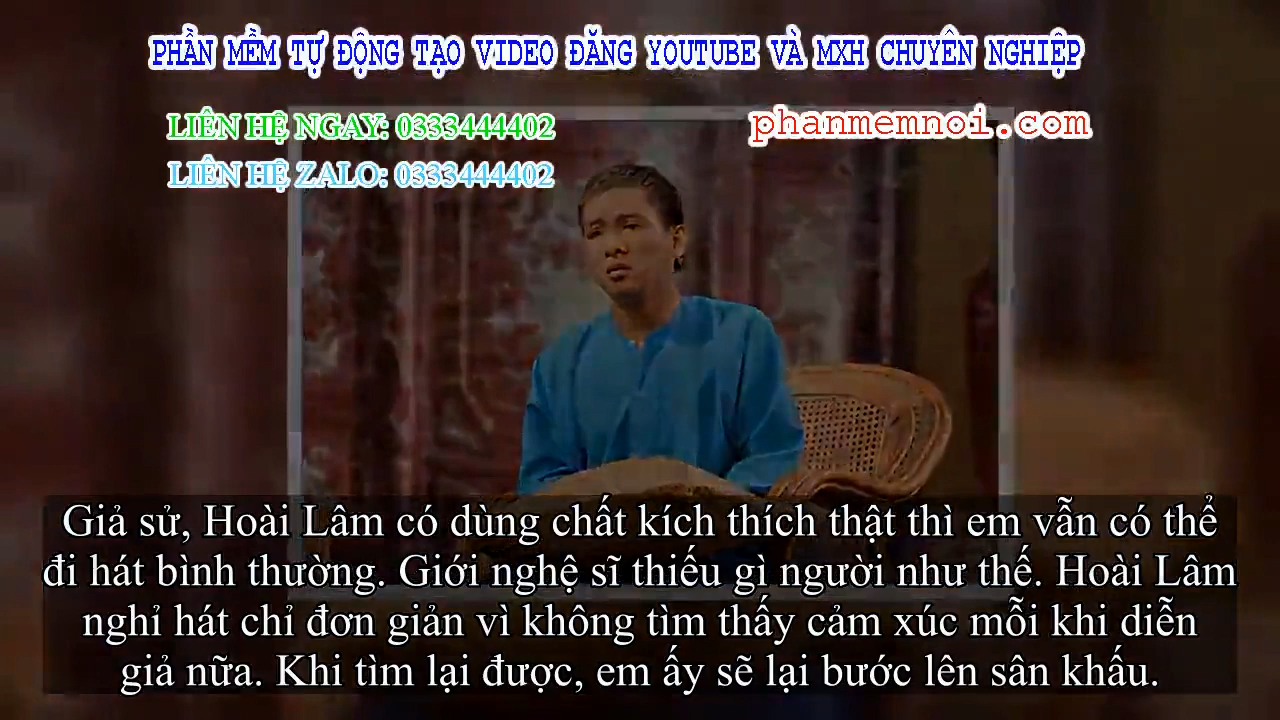 PHẦN MỀM TỰ ĐỘNG TẠO VIDEO ĐĂNG YOUTUBE VÀ MXH CHUYÊN NGHIỆP
LIÊN HỆ NGAY: 0333444402
phanmemnoi.com
LIÊN HỆ ZALO: 0333444402
Giả sử, Hoài Lâm có dùng chất kích thích thật thì em vẫn có thể
đi hát bình thường. Giới nghệ sĩ thiếu gì người như thế. Hoài Lâm
nghỉ hát chỉ đơn giản vì không tìm thấy cảm xúc mỗi khi diễn
giả nữa. Khi tìm lại được, em ấy sẽ lại bước lên sân khấu.